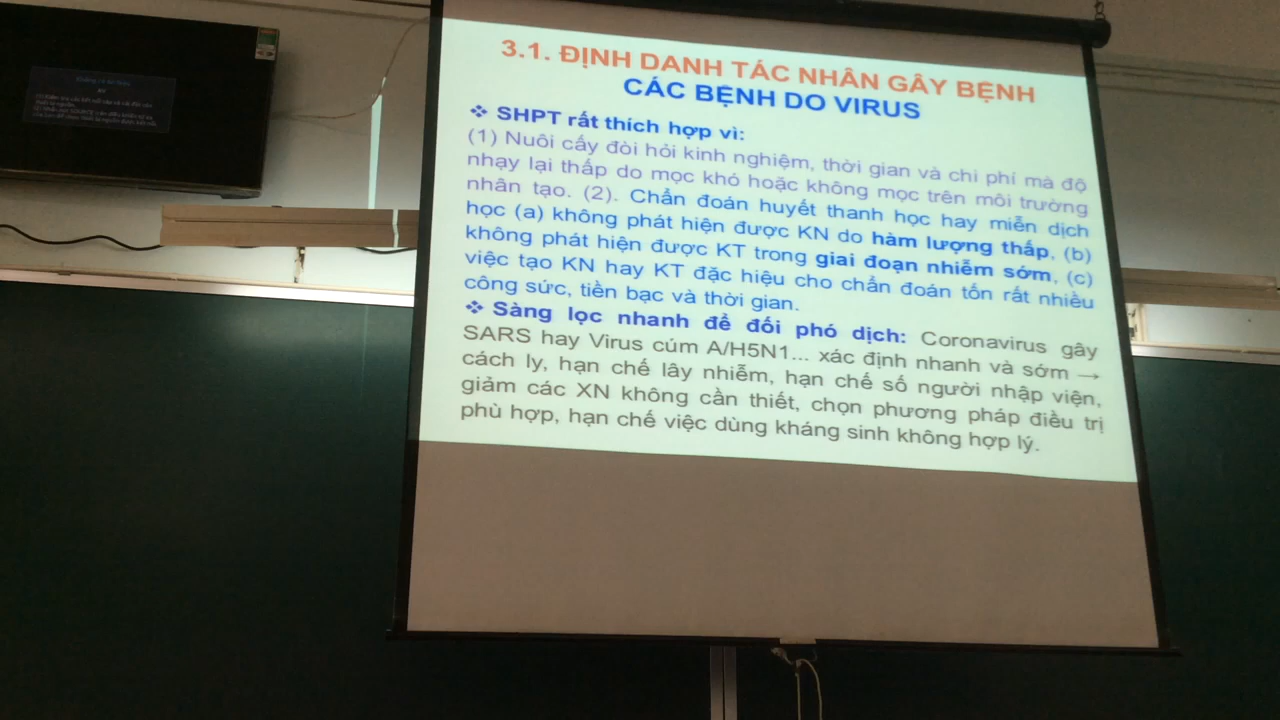 3.1. ĐỊNH DANH TÁC NHÂN GÂY BỆNH
CÁC BỆNH DO VIRUS
❖ SHPT rất thích hợp vì:
(1) Nuôi cấy đòi hỏi kinh nghiệm, thời gian và chi phí mà độ
nhạy lại thấp do mọc khó hoặc không mọc trên môi trường
nhân tạo. (2). Chẩn đoán huyết thanh học hay miễn dịch
học (a) không phát hiện được KN do hàm lượng thấp, (b)
không phát hiện được KT trong giai đoạn nhiễm sớm, (c)
việc tạo KN hay KT đặc hiệu cho chẩn đoán tốn rất nhiều
công sức, tiền bạc và thời gian.
❖ Sàng lọc nhanh để đối phó dịch: Coronavirus gây
SARS hay Virus cúm A/H5N1... xác định nhanh và sớm →
cách ly, hạn chế lây nhiễm, hạn chế số người nhập viện,
giảm các XN không cần thiết, chọn phương pháp điều trị
phù hợp, hạn chế việc dùng kháng sinh không hợp lý.